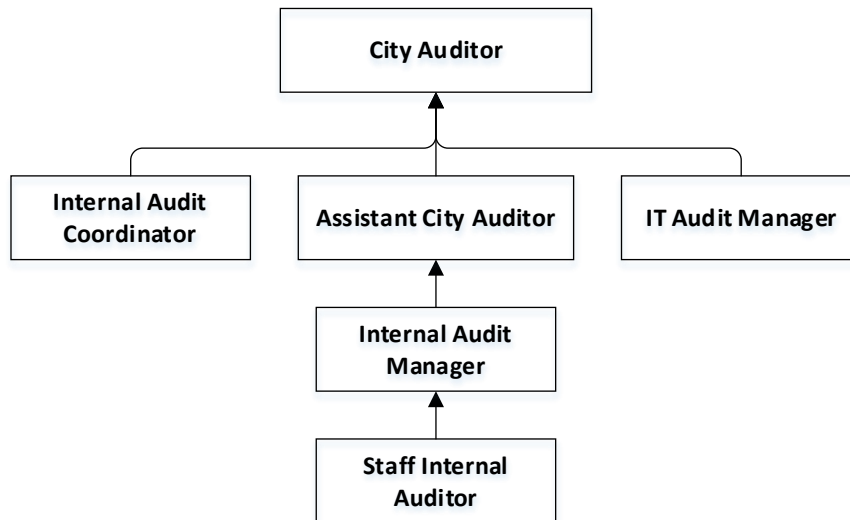 City Auditor
Internal Audit
Coordinator
Assistant City Auditor
IT Audit Manager
Internal Audit
Manager
Staff Internal
Auditor